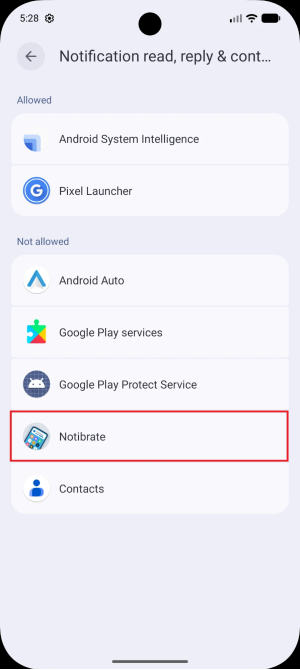 5:28
Notification read, reply & cont...
Allowed
Android System Intelligence
Pixel Launcher
Not allowed
Android Auto
Google Play services
Google Play Protect Service
Notibrate
Contacts